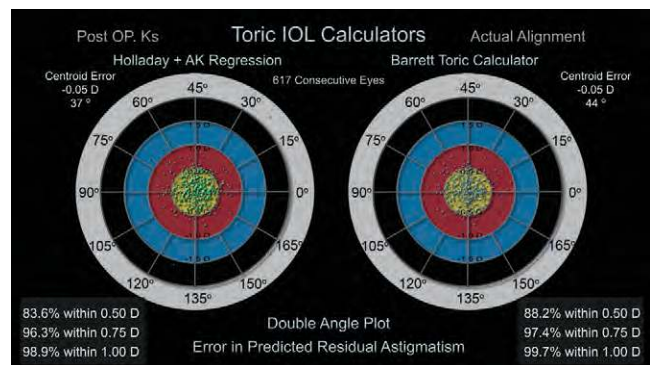 Post OP. Ks
Toric IOL Calculators
Actual Alignment
Holladay + AK Regression
Barrett Toric Calculator
617 Consecutive Eyes
Centroid Error
-0.05 D
37 °
45°
60°
30°
75°
15°
90°
0°
105°
165°
120°
150°
135°
Centroid Error
-0.05 D
44 °
45°
60°
30°
75°
15°
90°
0°
105°
165°
120°
150°
135°
83.6% within 0.50 D
96.3% within 0.75 D
98.9% within 1.00 D
Double Angle Plot
Error in Predicted Residual Astigmatism
88.2% within 0.50 D
97.4% within 0.75 D
99.7% within 1.00 D